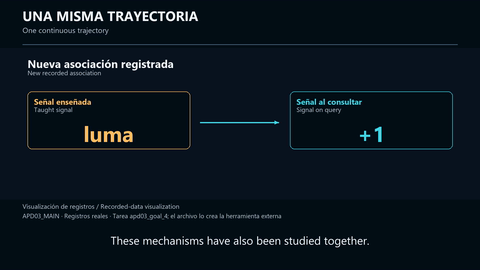 UNA MISMA TRAYECTORIA
One continuous trajectory
Nueva asociación registrada
New recorded association
Señal enseñada
Taught signal
luma
Señal al consultar
Signal on query
+1
Visualización de registros / Recorded-data visualization
APD03_MAIN · Registros reales · Tarea apd03_goal_4; el archivo lo crea la herramienta externa
These mechanisms have also been studied together.